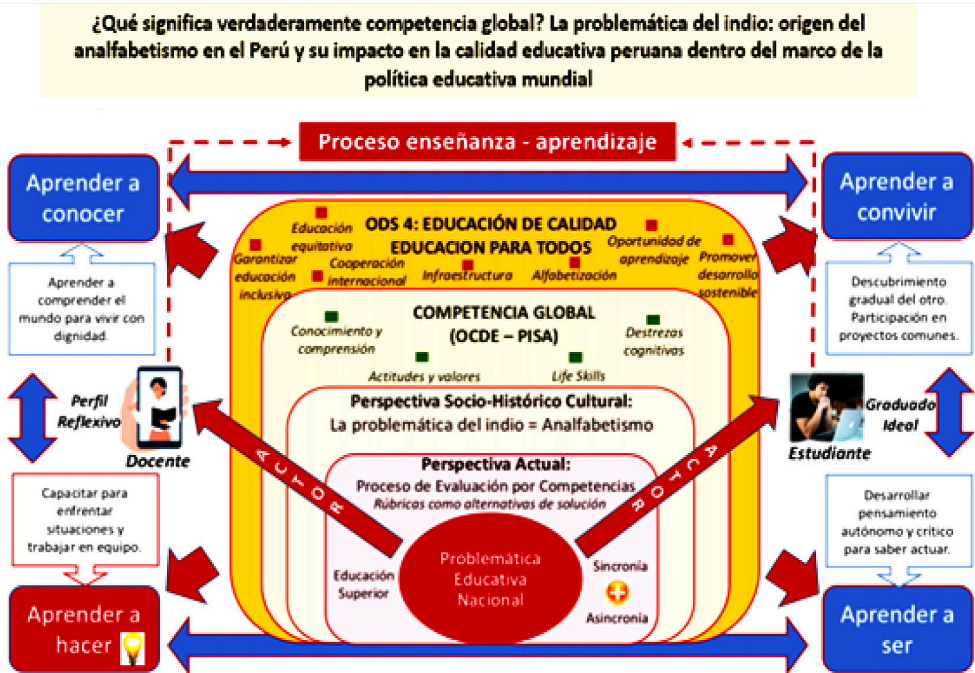 ¿Qué significa verdaderamente competencia global? La problemática del indio: origen del
analfabetismo en el Perú y su impacto en la calidad educativa peruana dentro del marco de la
política educativa mundial
Proceso enseñanza - aprendizaje
Aprender a
conocer
Aprender a
convivir
ODS 4: EDUCACIÓN DE CALIDAD
EDUCACION PARA TODOS
Educación
equitativa
Garantizar
educación
inclusiva
Cooperación
internacional
Infraestructura
Alfabetización
Oportunidad de
aprendizaje
Promover
desarrollo
sostenible
Aprender a
comprender el
mundo para vivir con
dignidad.
Descubrimiento
gradual del otro.
Participación en
proyectos comunes.
COMPETENCIA GLOBAL
(OCDE – PISA)
Conocimiento y
comprensión
Destrezas
cognitivas
Actitudes y valores
Life Skills
Perfil
Reflexivo
Docente
Graduado
Ideal
Estudiante
Perspectiva Socio-Histórico Cultural:
La problemática del indio = Analfabetismo
ACTOR
ACTOR
Perspectiva Actual:
Proceso de Evaluación por Competencias
Rúbricas como alternativas de solución
Capacitar para
enfrentar
situaciones y
trabajar en equipo.
Desarrollar
pensamiento
autónomo y crítico
para saber actuar.
Educación
Superior
Problemática
Educativa
Nacional
Sincronía
Asincronía
Aprender a
hacer
Aprender a
ser